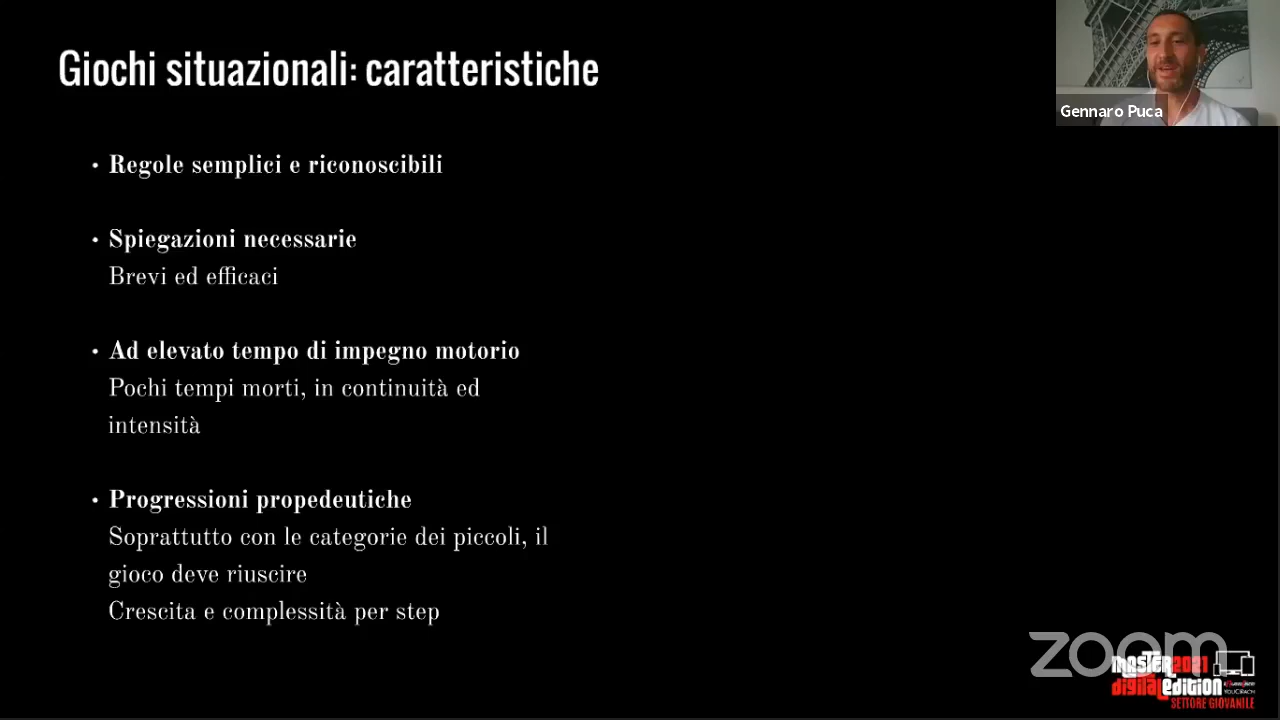 Giochi situazionali: caratteristiche
Gennaro Puca
• Regole semplici e riconoscibili
• Spiegazioni necessarie
Brevi ed efficaci
• Ad elevato tempo di impegno motorio
Pochi tempi morti, in continuità ed
intensità
• Progressioni propedeutiche
Soprattutto con le categorie dei piccoli, il
gioco deve riuscire
Crescita e complessità per step
zoom
MASTER 2021
digital edition
YOUCOACH
SETTORE GIOVANILE